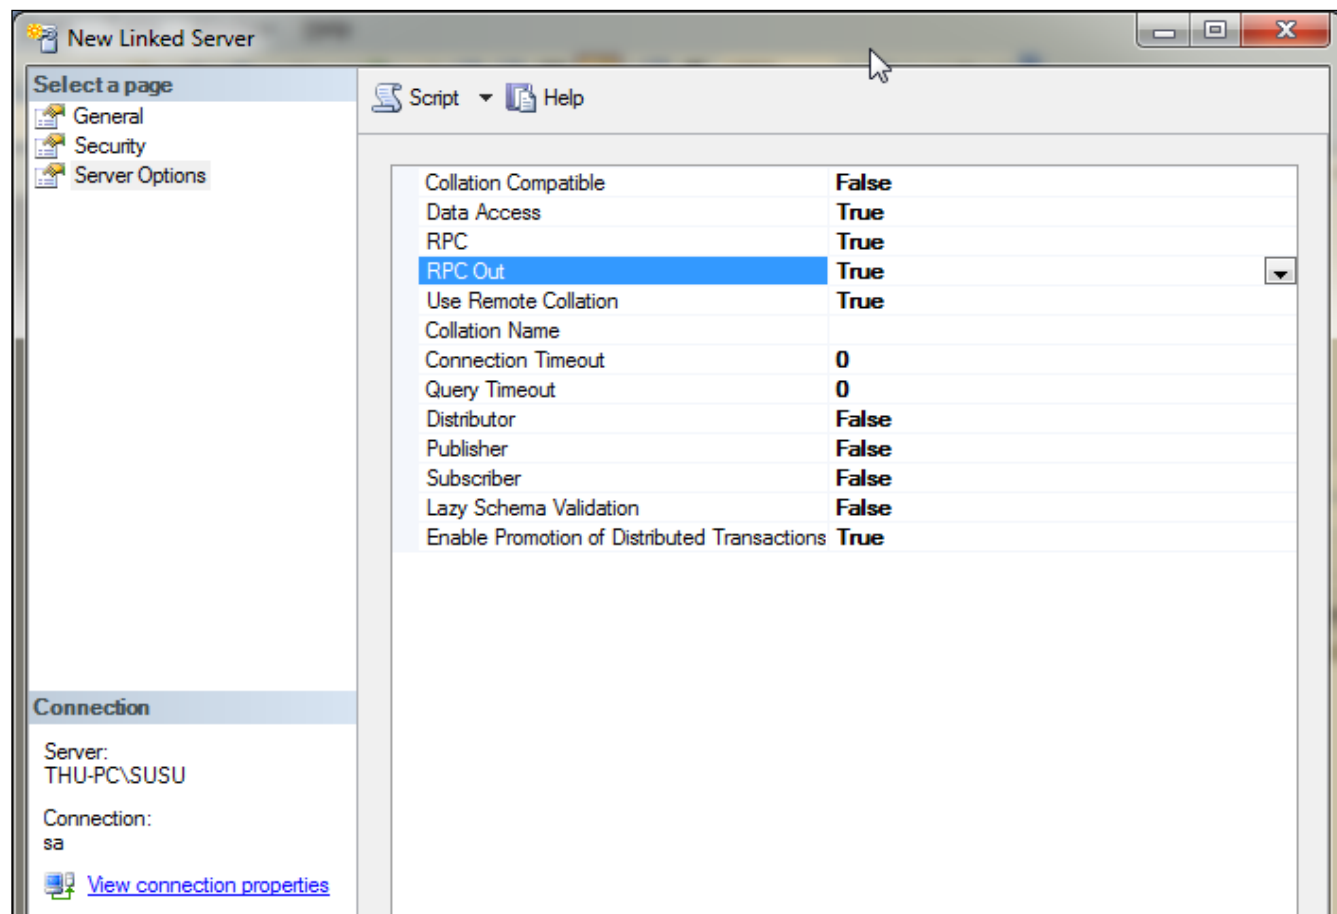 New Linked Server
Select a page
General
Security
Server Options
Script Help
Collation Compatible False
Data Access True
RPC True
RPC Out True
Use Remote Collation True
Collation Name
Connection Timeout 0
Query Timeout 0
Distributor False
Publisher False
Subscriber False
Lazy Schema Validation False
Enable Promotion of Distributed Transactions True
Connection
Server:
THU-PC\SUSU
Connection:
sa
View connection properties